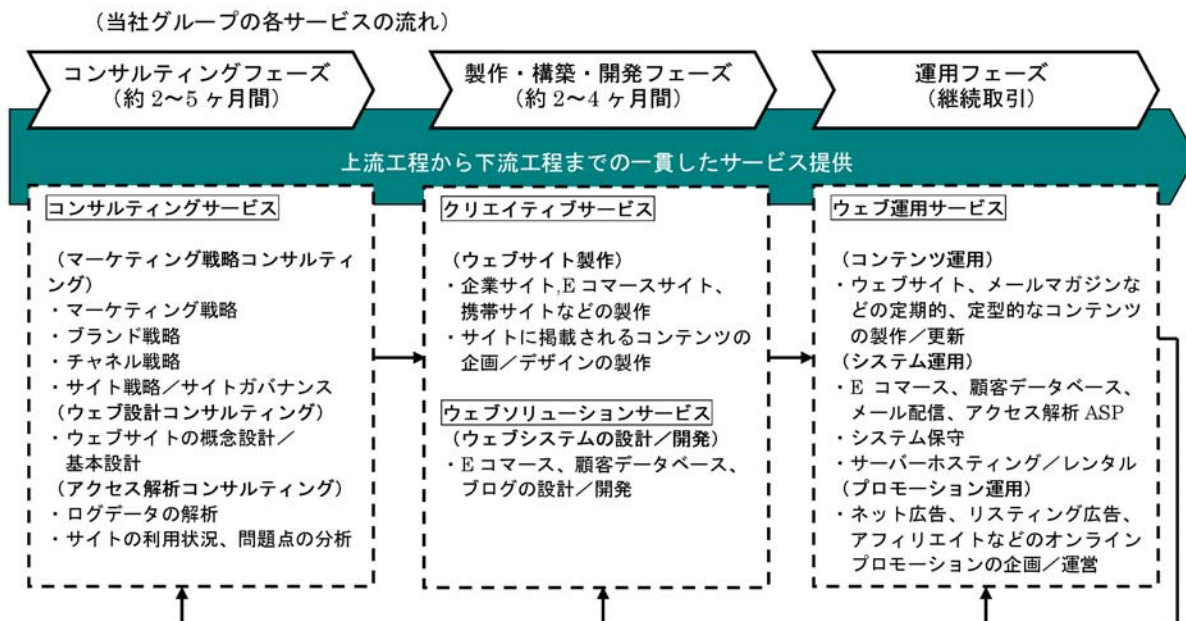 （当社グループの各サービスの流れ）
コンサルティングフェーズ
（約 2～5 ヶ月間）
製作・構築・開発フェーズ
（約 2～4 ヶ月間）
運用フェーズ
（継続取引）
上流工程から下流工程までの一貫したサービス提供
コンサルティングサービス
（マーケティング戦略コンサルティ
ング）
・マーケティング戦略
・ブランド戦略
・チャネル戦略
・サイト戦略／サイトガバナンス
（ウェブ設計コンサルティング）
・ウェブサイトの概念設計／
基本設計
（アクセス解析コンサルティング）
・ログデータの解析
・サイトの利用状況、問題点の分析
クリエイティブサービス
（ウェブサイト製作）
・企業サイト,E コマースサイト、
携帯サイトなどの製作
・サイトに掲載されるコンテンツの
企画／デザインの製作
ウェブソリューションサービス
（ウェブシステムの設計／開発）
・E コマース、顧客データベース、
ブログの設計／開発
ウェブ運用サービス
（コンテンツ運用）
・ウェブサイト、メールマガジンな
どの定期的、定型的なコンテンツ
の製作／更新
（システム運用）
・E コマース、顧客データベース、
メール配信、アクセス解析 ASP
・システム保守
・サーバーホスティング／レンタル
（プロモーション運用）
・ネット広告、リスティング広告、
アフィリエイトなどのオンライン
プロモーションの企画／運営